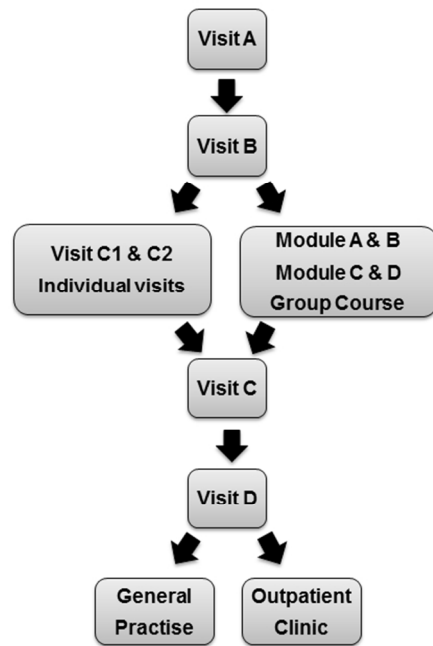 Visit A
Visit B
Visit C1 & C2
Individual visits
Module A & B
Module C & D
Group Course
Visit C
Visit D
General
Practise
Outpatient
Clinic